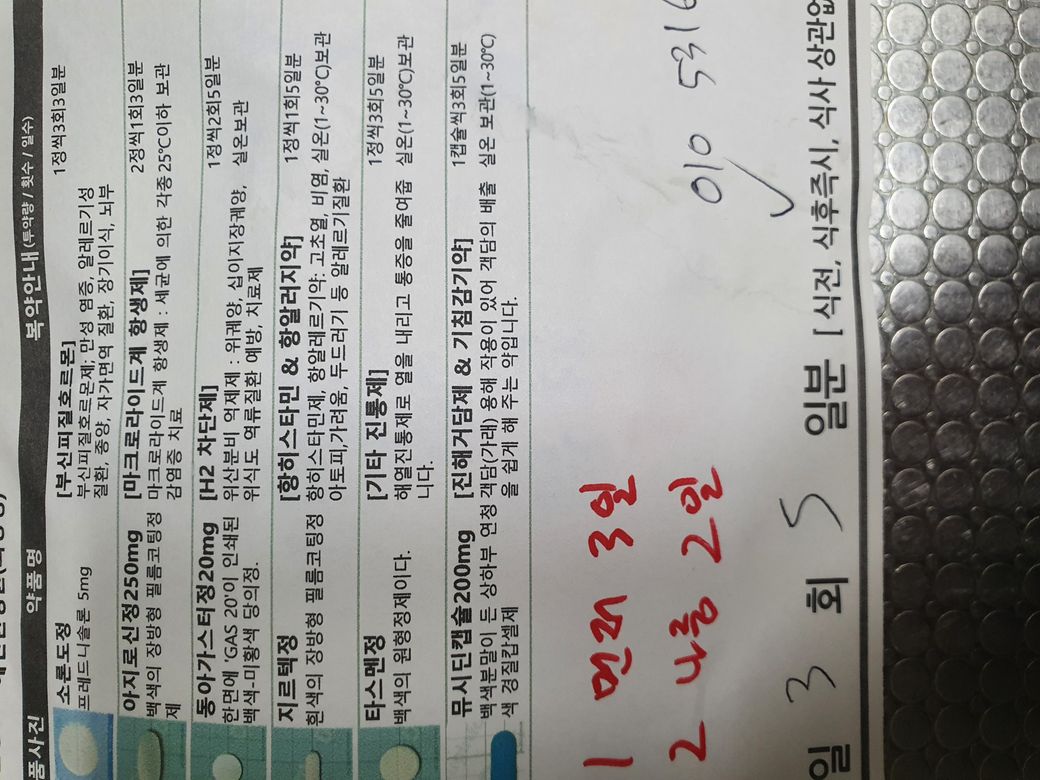 품사진 약품명 복약안내(투약량 / 횟수 / 일수)
소론도정
프레드니솔론 5mg
[부신피질호르몬]
부신피질호르몬제; 만성 염증, 알레르기성
질환, 종양, 자가면역 질환, 장기이식, 뇌부
1정씩3회3일분
아지로신정250mg
백색의 장방형 필름코팅정
제
[마크로라이드계 항생제]
마크로라이드계 항생제 : 세균에 의한 각종
감염증 치료
2정씩1회3일분
25℃이하 보관
동아가스터정20mg
한면에 'GAS 20'이 인쇄된
백색-미황색 당의정.
[H2 차단제]
위산분비 억제제 : 위궤양, 십이지장궤양,
위식도 역류질환 예방, 치료제
1정씩2회5일분
실온보관
지르텍정
흰색의 장방형 필름코팅정
[항히스타민 & 항알러지약]
항히스타민제, 항알레르기약: 고초열, 비염,
아토피,가려움, 두드러기 등 알레르기질환
1정씩1회5일분
실온(1~30°C)보관
타스멘정
백색의 원형정제이다.
[기타 진통제]
해열진통제로 열을 내리고 통증을 줄여줍
니다.
1정씩3회5일분
실온(1~30℃)보관
뮤시딘캡슐200mg
백색분말이 든 상하부 연청
색 경질캅셀제
[진해거담제 & 기침감기약]
객담(가래) 용해 작용이 있어 객담의 배출
을 쉽게 해 주는 약입니다.
1캡슐씩3회5일분
실온 보관(1~30℃)
1 먼저 3일
2 나중 2일
010 5316
일 3 회 5 일분 [ 식전, 식후즉시, 식사 상관없